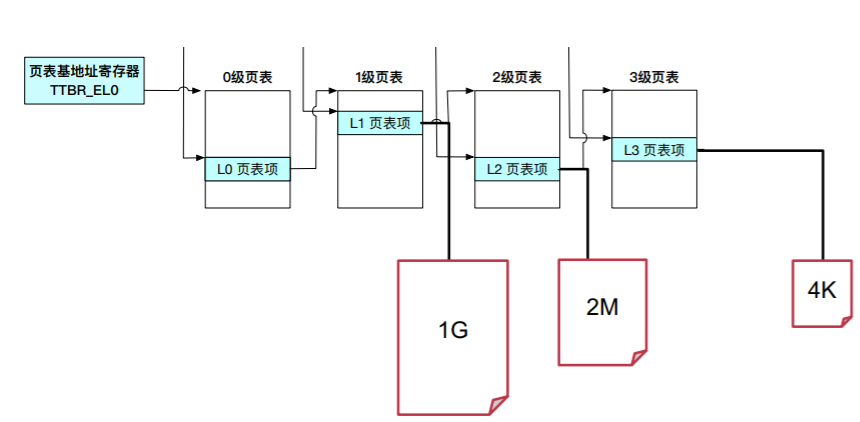 页表基地址寄存器
TTBR_EL0
0级页表
1级页表
2级页表
3级页表
L0 页表项
L1 页表项
L2 页表项
L3 页表项
1G
2M
4K